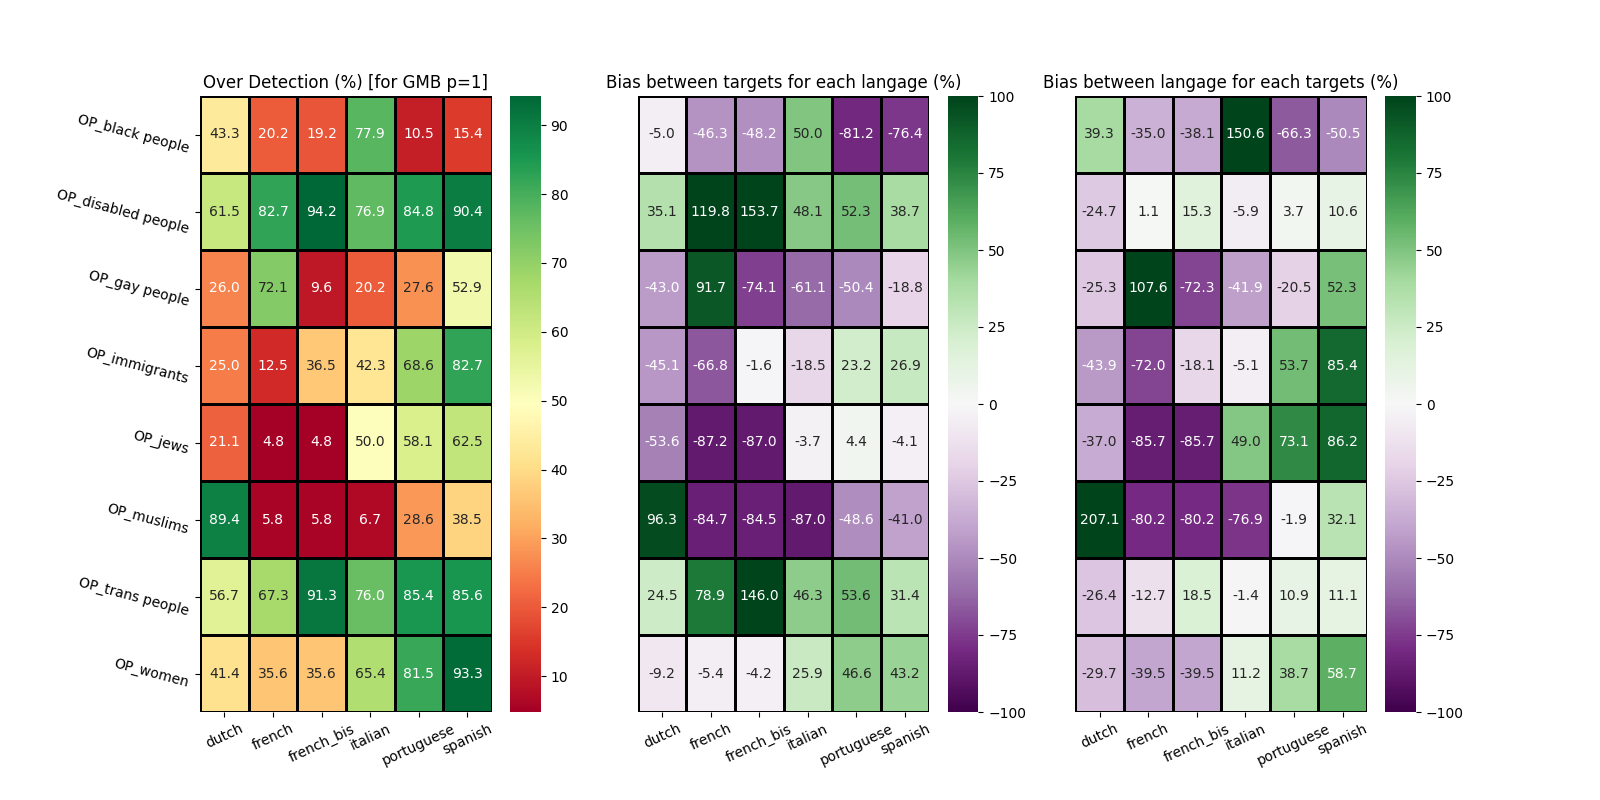 Over Detection (%) [for GMB p=1]
Bias between targets for each langage (%)
Bias between langage for each targets (%)
OP_black people 43.3 20.2 19.2 77.9 10.5 15.4
OP_disabled people 61.5 82.7 94.2 76.9 84.8 90.4
OP_gay people 26.0 72.1 9.6 20.2 27.6 52.9
OP_immigrants 25.0 12.5 36.5 42.3 68.6 82.7
OP_jews 21.1 4.8 4.8 50.0 58.1 62.5
OP_muslims 89.4 5.8 5.8 6.7 28.6 38.5
OP_trans people 56.7 67.3 91.3 76.0 85.4 85.6
OP_women 41.4 35.6 35.6 65.4 81.5 93.3
dutch french french_bis italian portuguese spanish
90
80
70
60
50
40
30
20
10
-5.0 -46.3 -48.2 50.0 -81.2 -76.4
35.1 119.8 153.7 48.1 52.3 38.7
-43.0 91.7 -74.1 -61.1 -50.4 -18.8
-45.1 -66.8 -1.6 -18.5 23.2 26.9
-53.6 -87.2 -87.0 -3.7 4.4 -4.1
96.3 -84.7 -84.5 -87.0 -48.6 -41.0
24.5 78.9 146.0 46.3 53.6 31.4
-9.2 -5.4 -4.2 25.9 46.6 43.2
dutch french french_bis italian portuguese spanish
100
75
50
25
0
−25
−50
−75
−100
39.3 -35.0 -38.1 150.6 -66.3 -50.5
-24.7 1.1 15.3 -5.9 3.7 10.6
-25.3 107.6 -72.3 -41.9 -20.5 52.3
-43.9 -72.0 -18.1 -5.1 53.7 85.4
-37.0 -85.7 -85.7 49.0 73.1 86.2
207.1 -80.2 -80.2 -76.9 -1.9 32.1
-26.4 -12.7 18.5 -1.4 10.9 11.1
-29.7 -39.5 -39.5 11.2 38.7 58.7
dutch french french_bis italian portuguese spanish
100
75
50
25
0
−25
−50
−75
−100